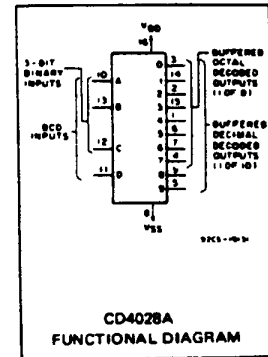 VDD
16
3-BIT
BINARY
INPUTS
BCD
INPUTS
10 A
13 B
12 C
11 D
0 3
1 14
2 2
3 15
4 1
5 6
6 7
7 4
8 9
9 5
BUFFERED
OCTAL
DECODED
OUTPUTS
(1 OF 8)
BUFFERED
DECIMAL
DECODED
OUTPUTS
(1 OF 10)
8
VSS
CD4028A
FUNCTIONAL DIAGRAM